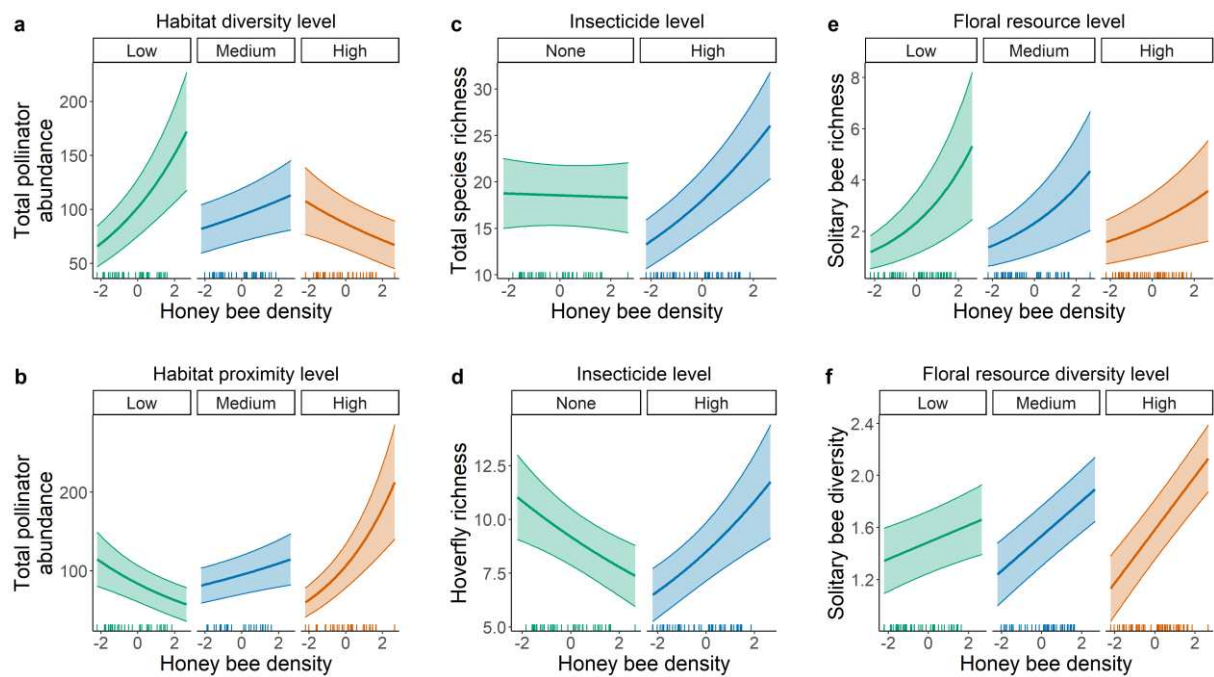 a
Habitat diversity level
Low Medium High
Total pollinator
abundance
200
150
100
50
-2 0 2 -2 0 2 -2 0 2
Honey bee density
c
Insecticide level
None High
Total species richness
30
25
20
15
10
-2 0 2 -2 0 2
Honey bee density
e
Floral resource level
Low Medium High
Solitary bee richness
8
6
4
2
-2 0 2 -2 0 2 -2 0 2
Honey bee density
b
Habitat proximity level
Low Medium High
Total pollinator
abundance
200
100
-2 0 2 -2 0 2 -2 0 2
Honey bee density
d
Insecticide level
None High
Hoverfly richness
12.5
10.0
7.5
5.0
-2 0 2 -2 0 2
Honey bee density
f
Floral resource diversity level
Low Medium High
Solitary bee diversity
2.4
2.0
1.6
1.2
-2 0 2 -2 0 2 -2 0 2
Honey bee density